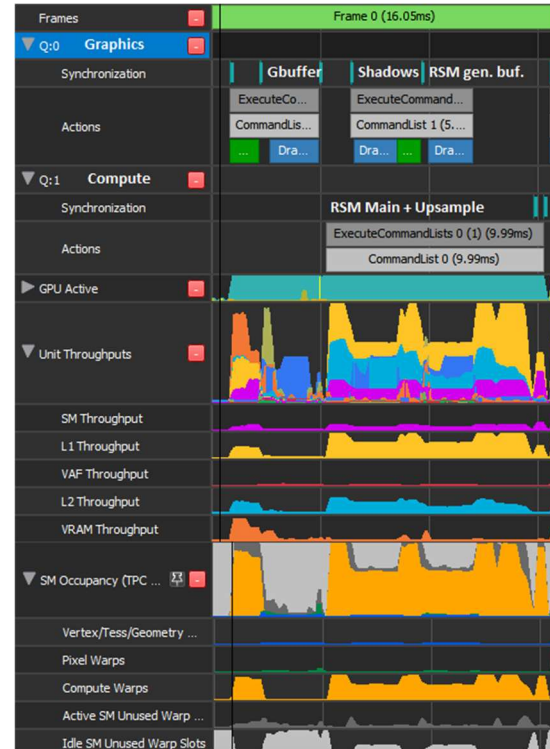 Frames
Frame 0 (16.05ms)
Q:0 Graphics
Synchronization
Gbuffer
Shadows
RSM gen. buf.
Actions
ExecuteCo...
ExecuteCommand...
CommandLis...
CommandList 1 (5....
...
Dra...
Dra...
...
Dra...
Q:1 Compute
Synchronization
RSM Main + Upsample
Actions
ExecuteCommandLists 0 (1) (9.99ms)
CommandList 0 (9.99ms)
GPU Active
Unit Throughputs
SM Throughput
L1 Throughput
VAF Throughput
L2 Throughput
VRAM Throughput
SM Occupancy (TPC ...
Vertex/Tess/Geometry ...
Pixel Warps
Compute Warps
Active SM Unused Warp ...
Idle SM Unused Warp Slots